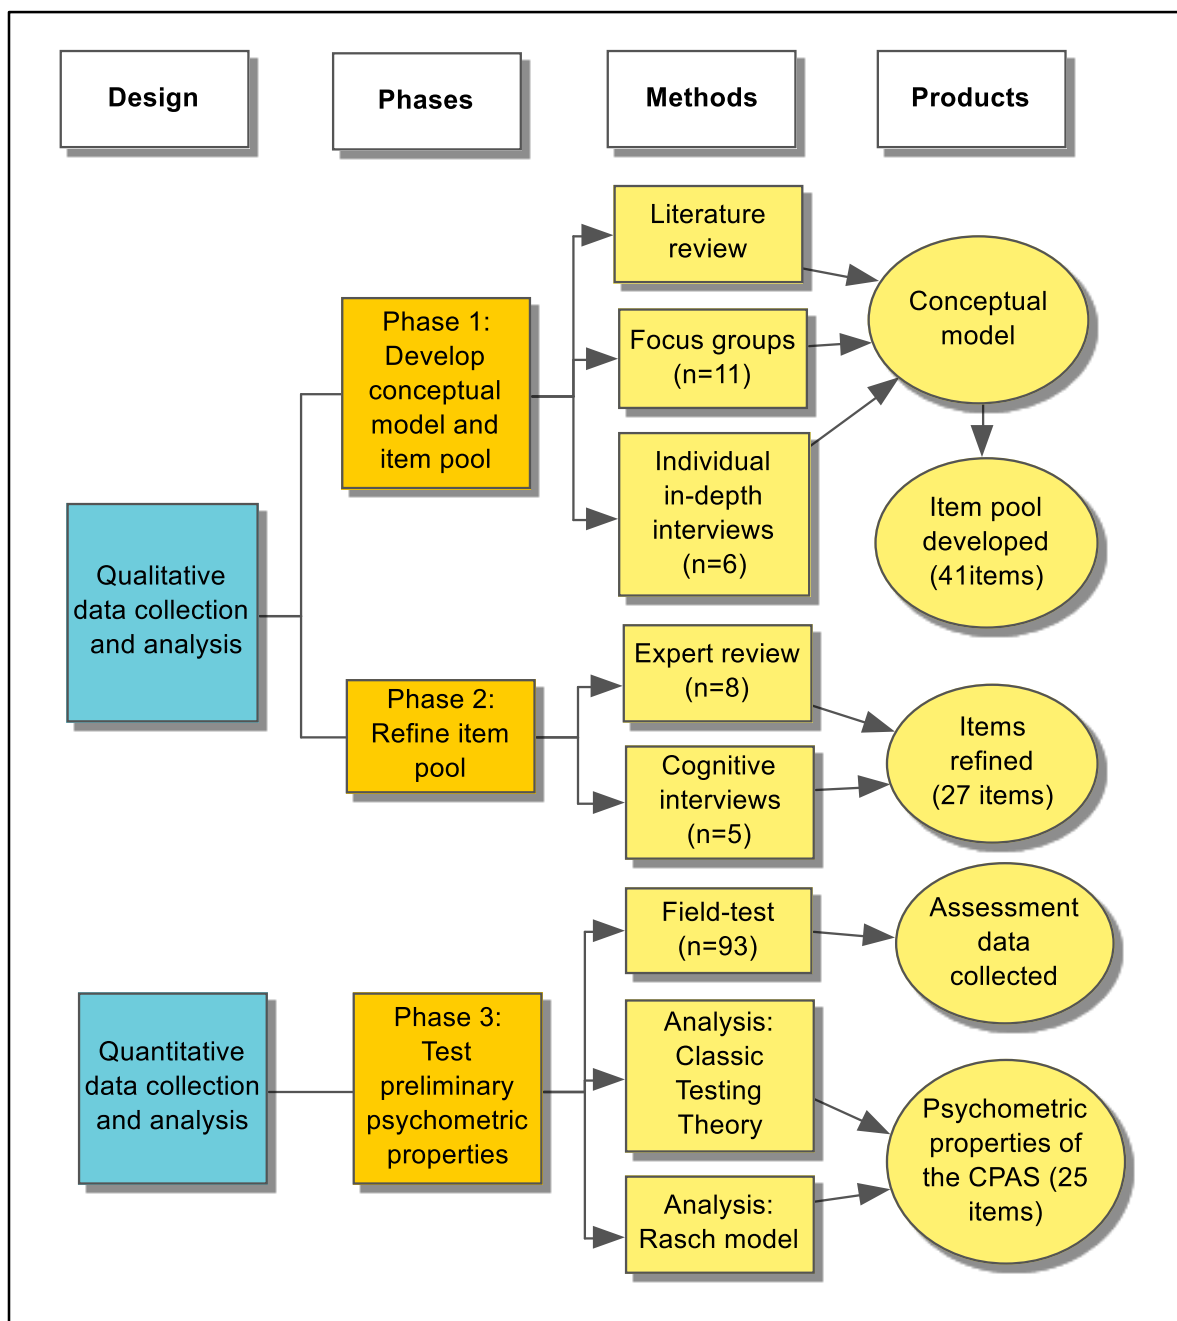 Design
Phases
Methods
Products
Qualitative
data collection
and analysis
Phase 1:
Develop
conceptual
model and
item pool
Literature
review
Focus groups
(n=11)
Individual
in-depth
interviews
(n=6)
Conceptual
model
Item pool
developed
(41items)
Phase 2:
Refine item
pool
Expert review
(n=8)
Cognitive
interviews
(n=5)
Items
refined
(27 items)
Quantitative
data collection
and analysis
Phase 3:
Test
preliminary
psychometric
properties
Field-test
(n=93)
Analysis:
Classic
Testing
Theory
Analysis:
Rasch model
Assessment
data
collected
Psychometric
properties of
the CPAS (25
items)